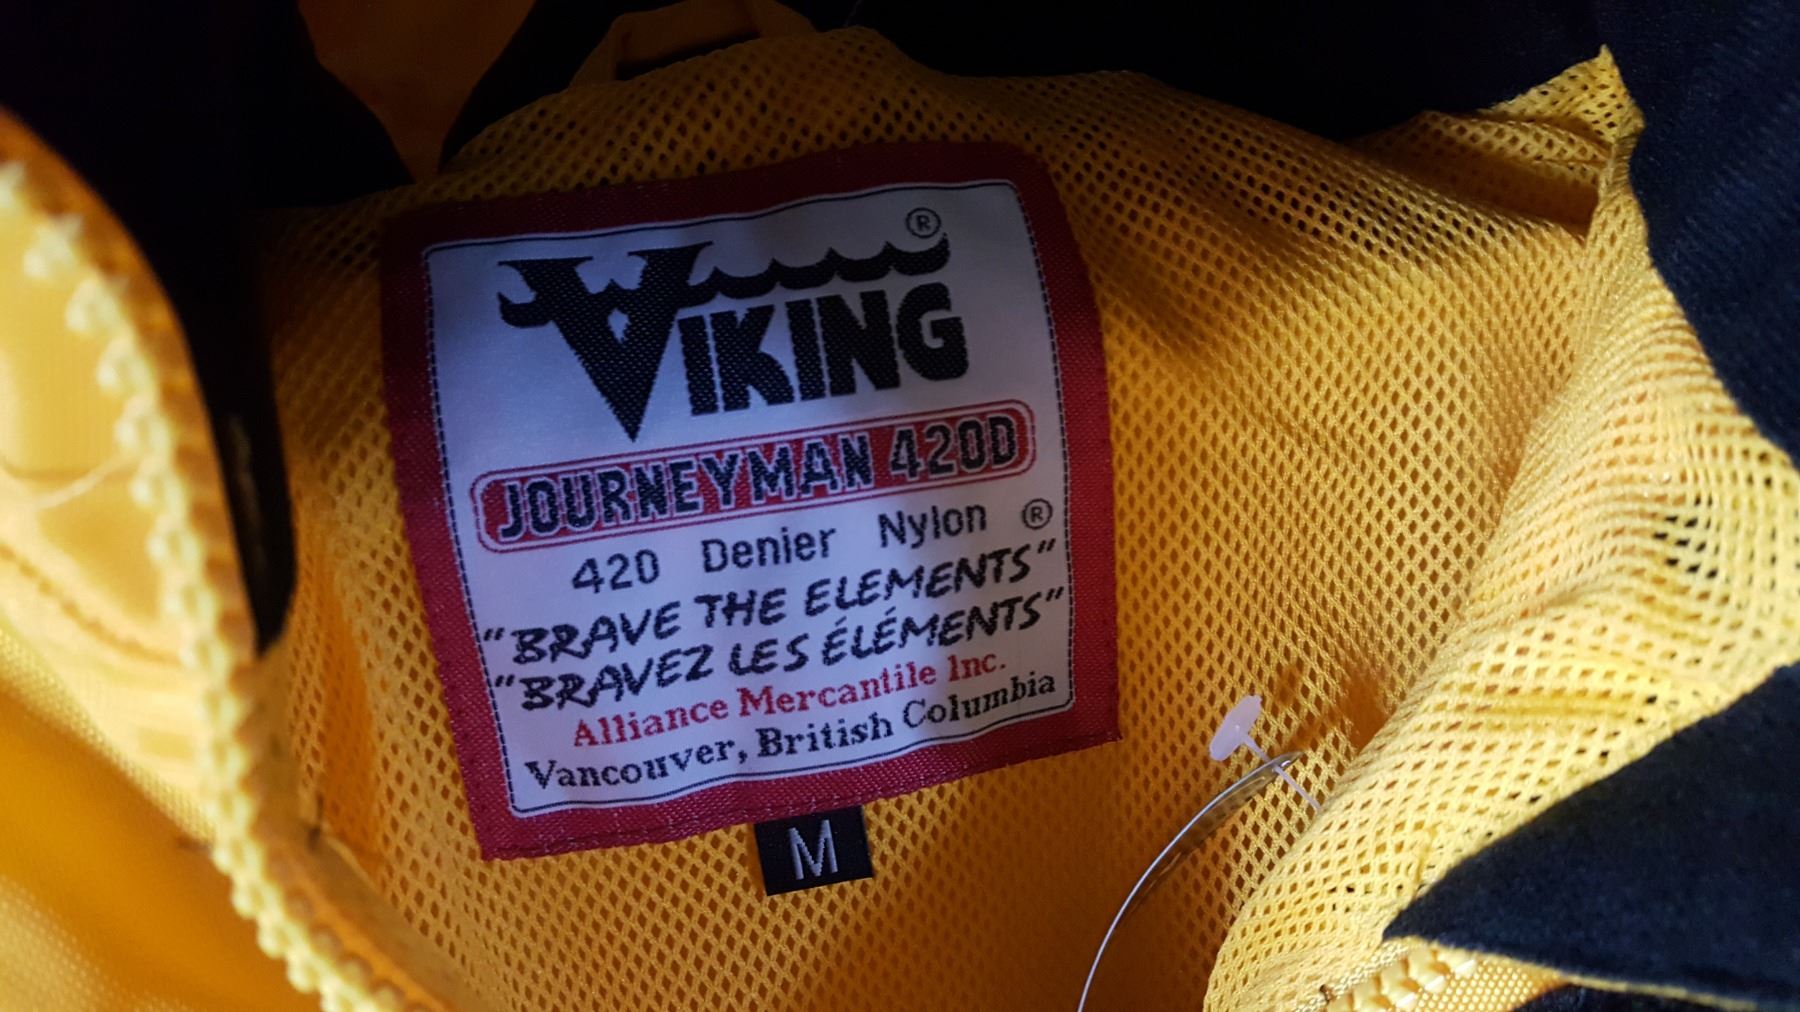 ®
VIKING
JOURNEYMAN 420D
420 Denier Nylon ®
"BRAVE THE ELEMENTS"
"BRAVEZ LES ÉLÉMENTS"
Alliance Mercantile Inc.
Vancouver, British Columbia
M